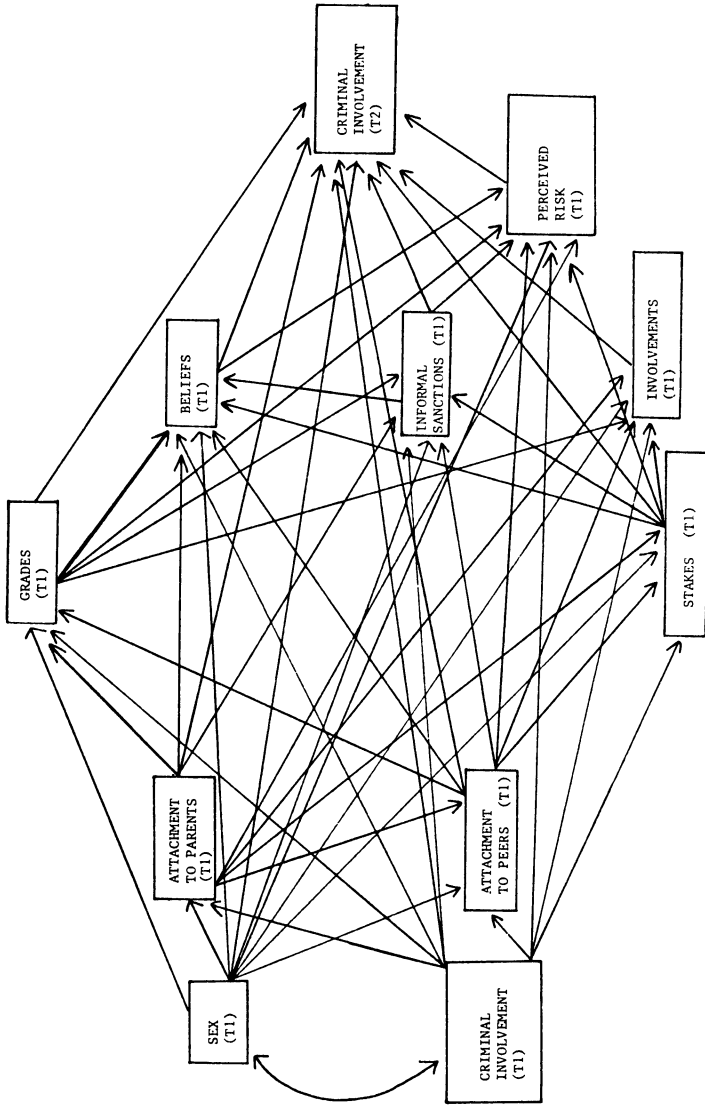 GRADES
(T1)
CRIMINAL
INVOLVEMENT
(T2)
BELIEFS
(T1)
ATTACHMENT
TO PARENTS
(T1)
SEX
(T1)
INFORMAL
SANCTIONS (T1)
PERCEIVED
RISK
(T1)
ATTACHMENT
TO PEERS (T1)
CRIMINAL
INVOLVEMENT
(T1)
INVOLVEMENTS
(T1)
STAKES (T1)